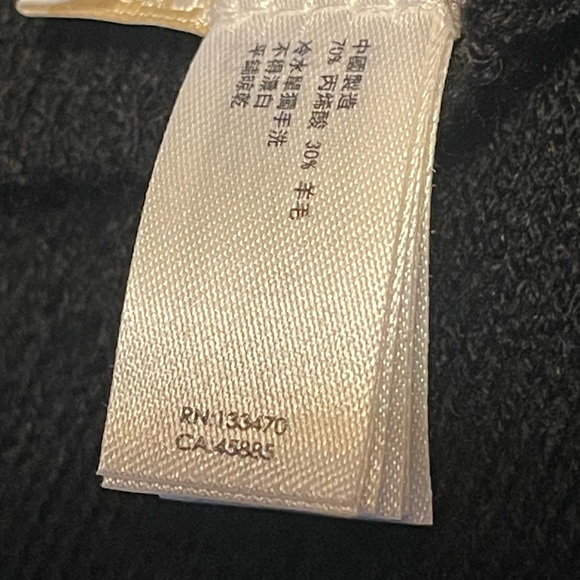 中國製造
70% 丙烯酸 30% 羊毛
冷水單獨手洗
不得漂白
平鋪晾乾
RN:133470
CA:45885